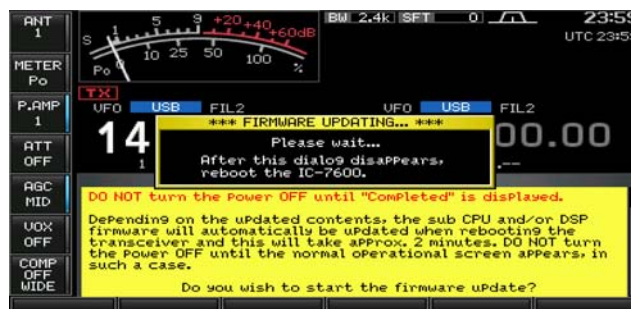 ANT
1
METER
Po
P.AMP
1
ATT
OFF
AGC
MID
VOX
OFF
COMP
OFF
WIDE
S 1 5 9 +20 +40 +60dB
Po 0 10 25 50 100 %
BW 2.4k SFT 0
23:59
UTC 23:5
TX
VFO USB FIL2 VFO USB FIL2
14 00.00
1 .--
*** FIRMWARE UPDATING... ***
Please wait...
After this dialog disappears,
reboot the IC-7600.
DO NOT turn the Power OFF until "Completed" is displayed.
Depending on the updated contents, the sub CPU and/or DSP
firmware will automatically be updated when rebooting the
transceiver and this will take approx. 2 minutes. DO NOT turn
the Power OFF until the normal operational screen appears, in
such a case.
Do you wish to start the firmware update?